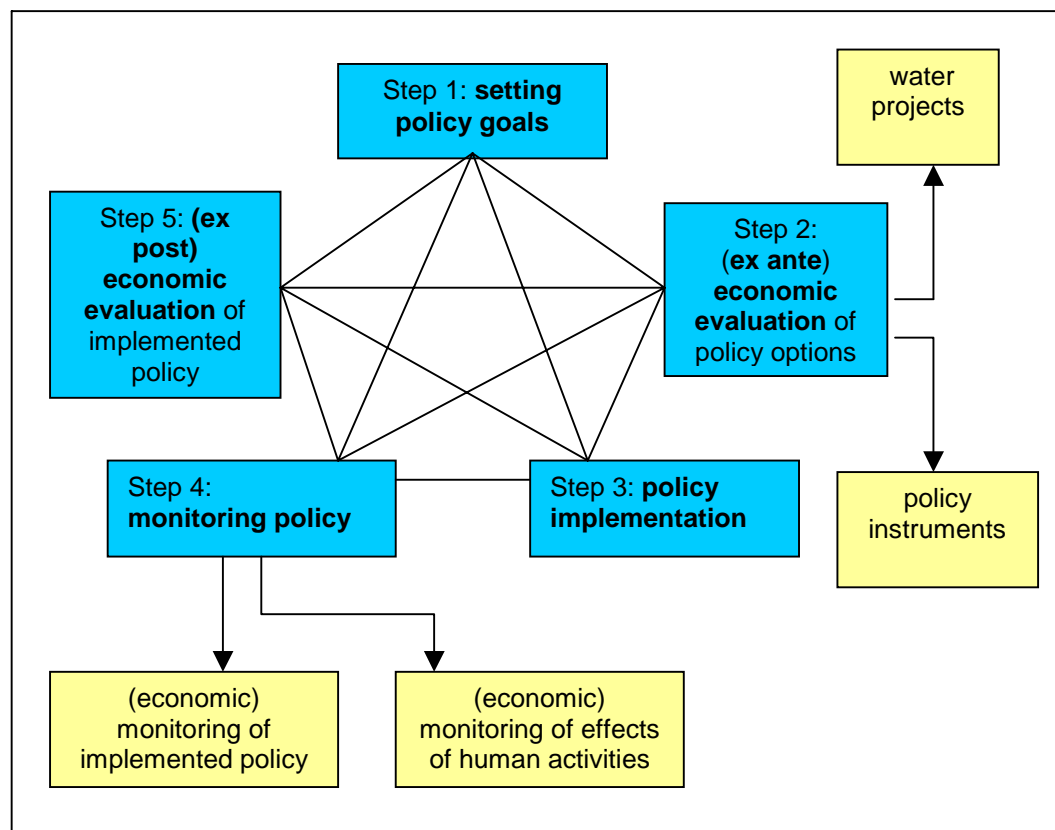 Step 1: setting
policy goals
water
projects
Step 5: (ex
post)
economic
evaluation of
implemented
policy
Step 2:
(ex ante)
economic
evaluation of
policy options
Step 4:
monitoring policy
Step 3: policy
implementation
policy
instruments
(economic)
monitoring of
implemented policy
(economic)
monitoring of effects
of human activities